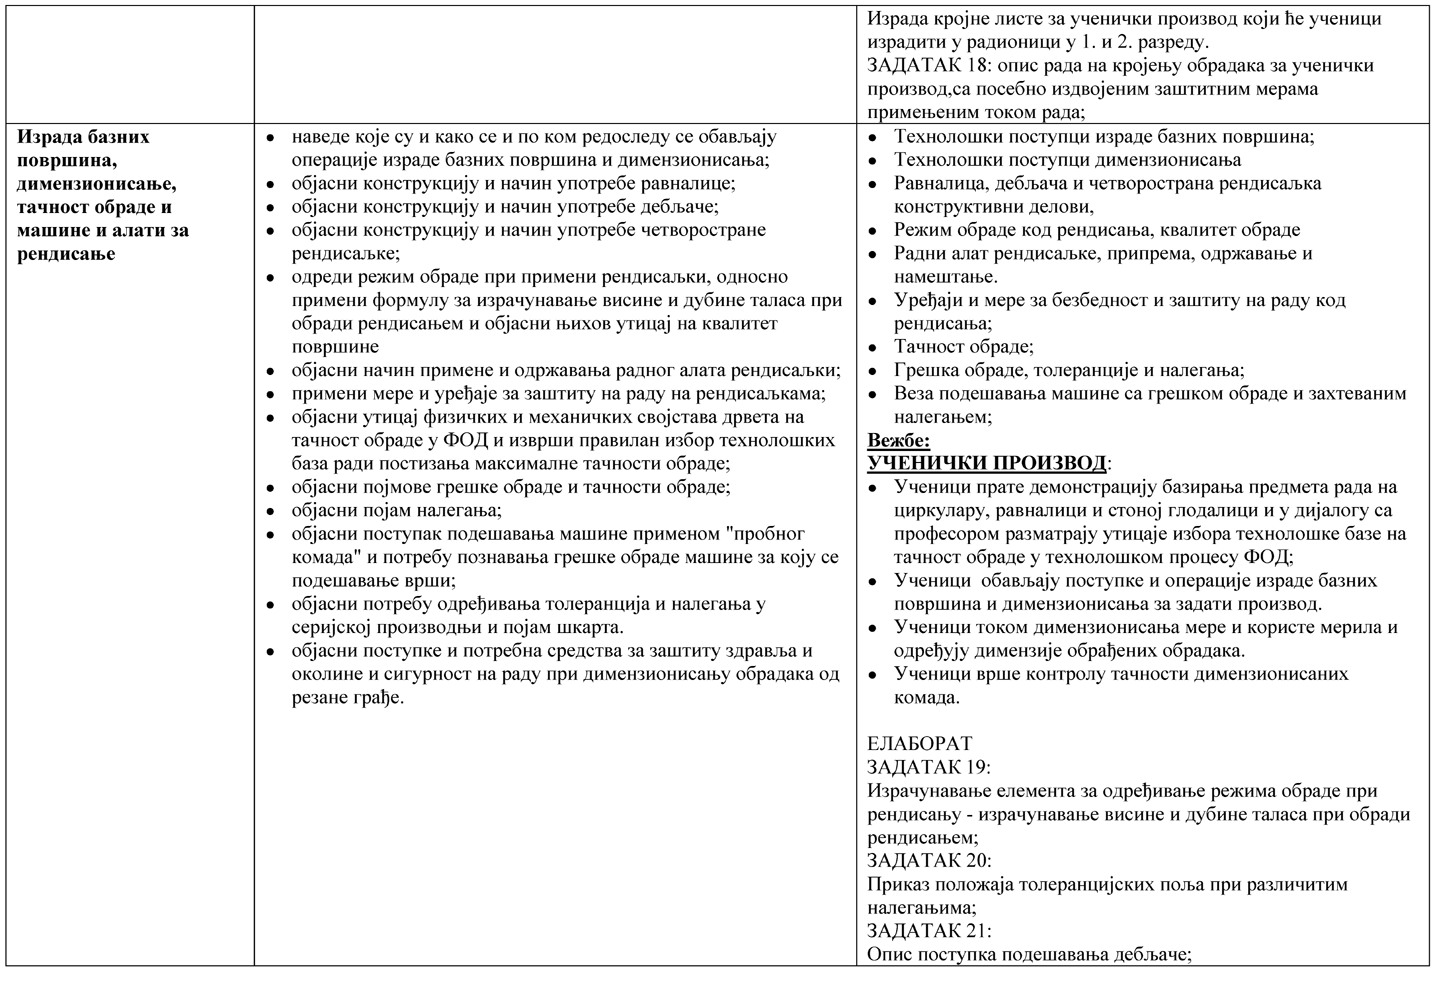 Израда кројне листе за ученички производ који ће ученици
израдити у радионици у 1. и 2. разреду.
ЗАДАТАК 18: опис рада на кројењу обрадака за ученички
производ,са посебно издвојеним заштитним мерама
примењеним током рада;
Израда базних
површина,
димензионисање,
тачност обраде и
машине и алати за
рендисање
● наведе које су и како се и по ком редоследу се обављају
операције израде базних површина и димензионисања;
● објасни конструкцију и начин употребе равналице;
● објасни конструкцију и начин употребе дебљаче;
● објасни конструкцију и начин употребе четворостране
рендисаљке;
● одреди режим обраде при примени рендисаљки, односно
примени формулу за израчунавање висине и дубине таласа при
обради рендисањем и објасни њихов утицај на квалитет
површине
● објасни начин примене и одржавања радног алата рендисаљки;
● примени мере и уређаје за заштиту на раду на рендисаљкама;
● објасни утицај физичких и механичких својстава дрвета на
тачност обраде у ФОД и изврши правилан избор технолошких
база ради постизања максималне тачности обраде;
● објасни појмове грешке обраде и тачности обраде;
● објасни појам налегања;
● објасни поступак подешавања машине применом "пробног
комада" и потребу познавања грешке обраде машине за коју се
подешавање врши;
● објасни потребу одређивања толеранција и налегања у
серијској производњи и појам шкарта.
● објасни поступке и потребна средства за заштиту здравља и
околине и сигурност на раду при димензионисању обрадака од
резане грађе.
● Технолошки поступци израде базних површина;
● Технолошки поступци димензионисања
● Равналица, дебљача и четворострана рендисаљка
конструктивни делови,
● Режим обраде код рендисања, квалитет обраде
● Радни алат рендисаљке, припрема, одржавање и
намештање.
● Уређаји и мере за безбедност и заштиту на раду код
рендисања;
● Тачност обраде;
● Грешка обраде, толеранције и налегања;
● Веза подешавања машине са грешком обраде и захтеваним
налегањем;
Вежбе:
УЧЕНИЧКИ ПРОИЗВОД:
● Ученици прате демонстрацију базирања предмета рада на
циркулару, равналици и стоној глодалици и у дијалогу са
професором разматрају утицаје избора технолошке базе на
тачност обраде у технолошком процесу ФОД;
● Ученици обављају поступке и операције израде базних
површина и димензионисања за задати производ.
● Ученици током димензионисања мере и користе мерила и
одређују димензије обрађених обрадака.
● Ученици врше контролу тачности димензионисаних
комада.
ЕЛАБОРАТ
ЗАДАТАК 19:
Израчунавање елемента за одређивање режима обраде при
рендисању - израчунавање висине и дубине таласа при обради
рендисањем;
ЗАДАТАК 20:
Приказ положаја толеранцијских поља при различитим
налегањима;
ЗАДАТАК 21:
Опис поступка подешавања дебљаче;